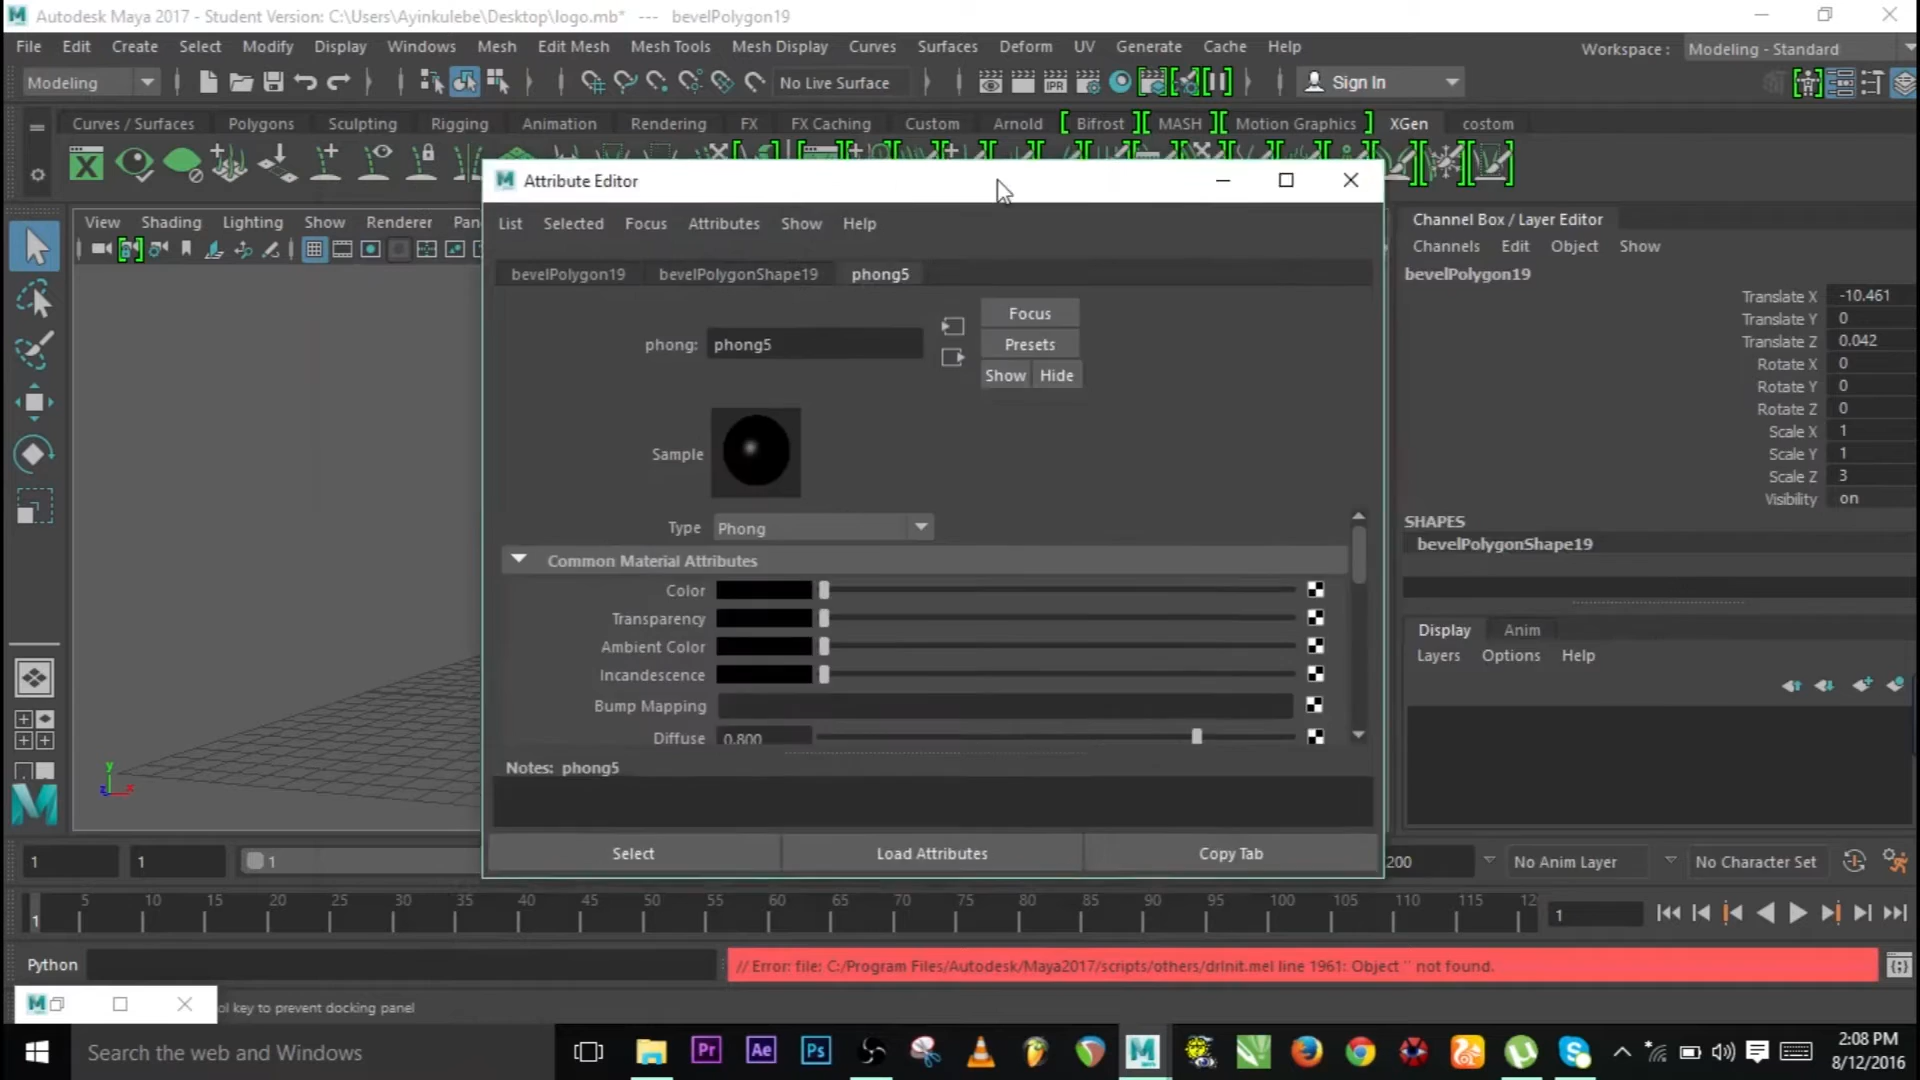 Autodesk Maya 2017 - Student Version: C:\Users\Ayinkulebe\Desktop\logo.mb* --- bevelPolygon19
File Edit Create Select Modify Display Windows Mesh Edit Mesh Mesh Tools Mesh Display Curves Surfaces Deform UV Generate Cache Help Workspace : Modeling - Standard
Modeling No Live Surface IPR Sign In
Curves / Surfaces Polygons Sculpting Rigging Animation Rendering FX FX Caching Custom Arnold Bifrost MASH Motion Graphics XGen costom
Attribute Editor
View Shading Lighting Show Renderer Pan
List Selected Focus Attributes Show Help
bevelPolygon19 bevelPolygonShape19 phong5
phong: phong5
Focus
Presets
Show Hide
Sample
Type Phong
Common Material Attributes
Color
Transparency
Ambient Color
Incandescence
Bump Mapping
Diffuse 0.800
Notes: phong5
Select Load Attributes Copy Tab
Channel Box / Layer Editor
Channels Edit Object Show
bevelPolygon19
Translate X -10.461
Translate Y 0
Translate Z 0.042
Rotate X 0
Rotate Y 0
Rotate Z 0
Scale X 1
Scale Y 1
Scale Z 3
Visibility on
SHAPES
bevelPolygonShape19
Display Anim
Layers Options Help
y
z x
1 1 1 200 No Anim Layer No Character Set
1 5 10 15 20 25 30 35 40 45 50 55 60 65 70 75 80 85 90 95 100 105 110 115 12 1
Python // Error: file: C:/Program Files/Autodesk/Maya2017/scripts/others/drInit.mel line 1961: Object '' not found.
ol key to prevent docking panel
Search the web and Windows
Pr Ae Ps
2:08 PM
8/12/2016